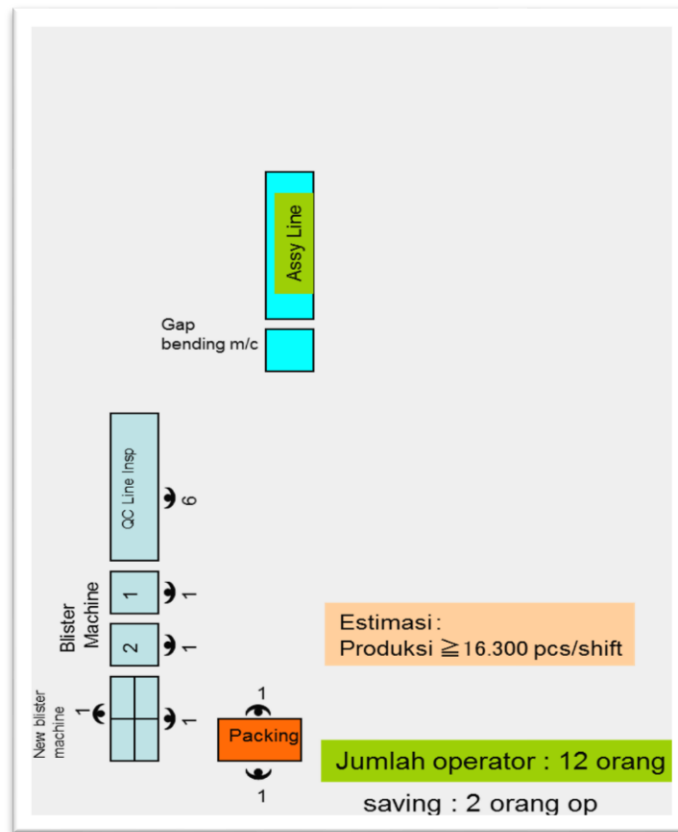 Assy Line
Gap
bending m/c
QC Line Insp
6
Blister
Machine
1
1
2
1
New blister
machine
1
1
1
Packing
1
Estimasi :
Produksi ≧ 16.300 pcs/shift
Jumlah operator : 12 orang
saving : 2 orang op